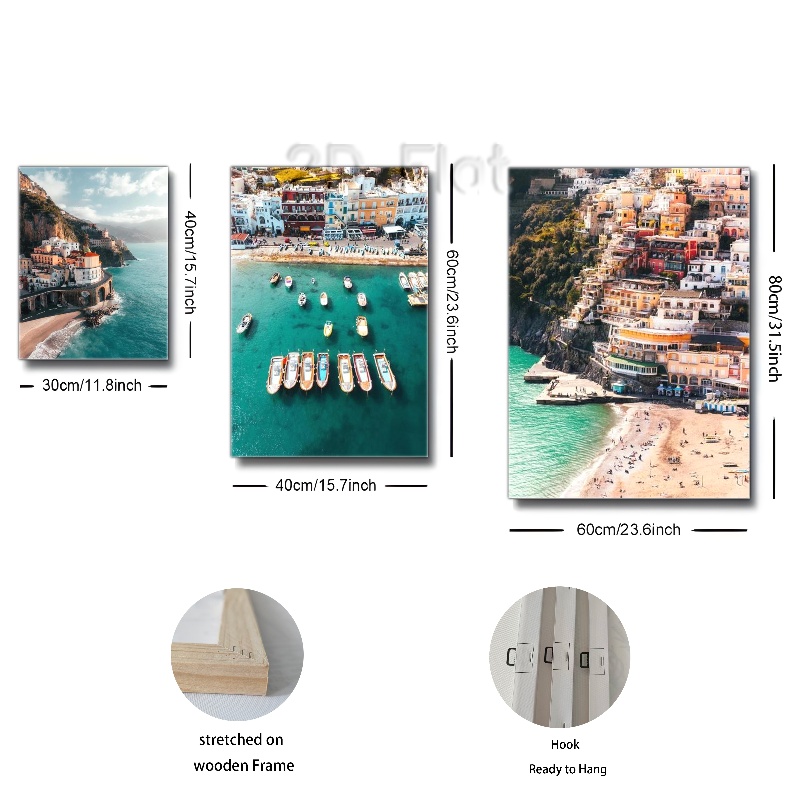 2D Flat
40cm/15.7inch
30cm/11.8inch
60cm/23.6inch
40cm/15.7inch
80cm/31.5inch
60cm/23.6inch
stretched on
wooden Frame
Hook
Ready to Hang